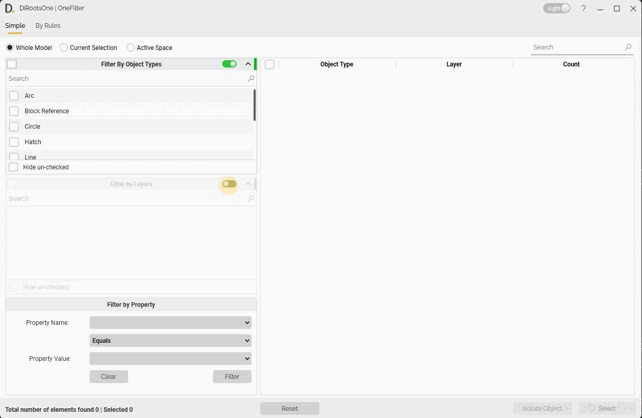 DiRootsOne | OneFilter
Light
Simple
By Rules
Whole Model
Current Selection
Active Space
Search
Filter By Object Types
Search
Arc
Block Reference
Circle
Hatch
Line
Hide un-checked
Filter by Layers
Search
Hide un-checked
Filter by Property
Property Name:
Equals
Property Value:
Clear
Filter
Object Type
Layer
Count
Total number of elements found 0 | Selected 0
Reset
Isolate Object
Select